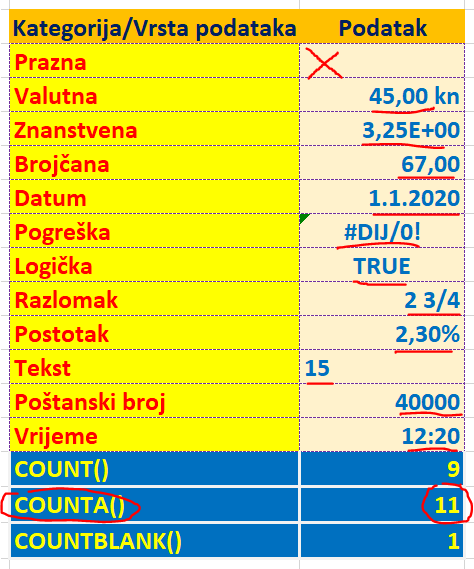 Kategorija/Vrsta podataka Podatak
Prazna
Valutna 45,00 kn
Znanstvena 3,25E+00
Brojčana 67,00
Datum 1.1.2020
Pogreška #DIJ/0!
Logička TRUE
Razlomak 2 3/4
Postotak 2,30%
Tekst 15
Poštanski broj 40000
Vrijeme 12:20
COUNT() 9
COUNTA() 11
COUNTBLANK() 1